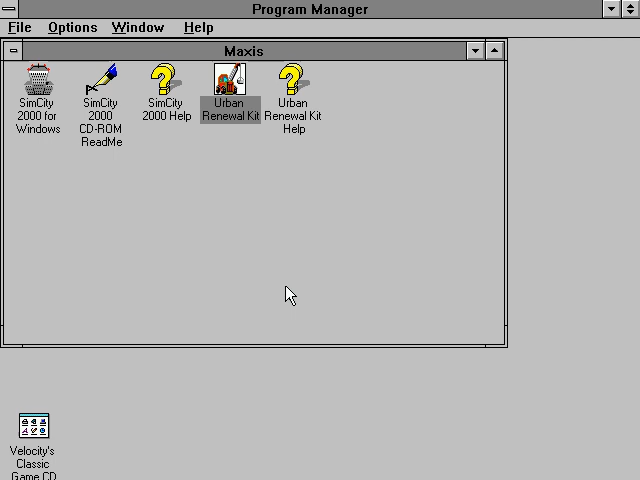 Program Manager
File Options Window Help
Maxis
SimCity
2000 for
Windows
SimCity
2000
CD-ROM
ReadMe
SimCity
2000 Help
Urban
Renewal Kit
Urban
Renewal Kit
Help
Velocity's
Classic
Game CD